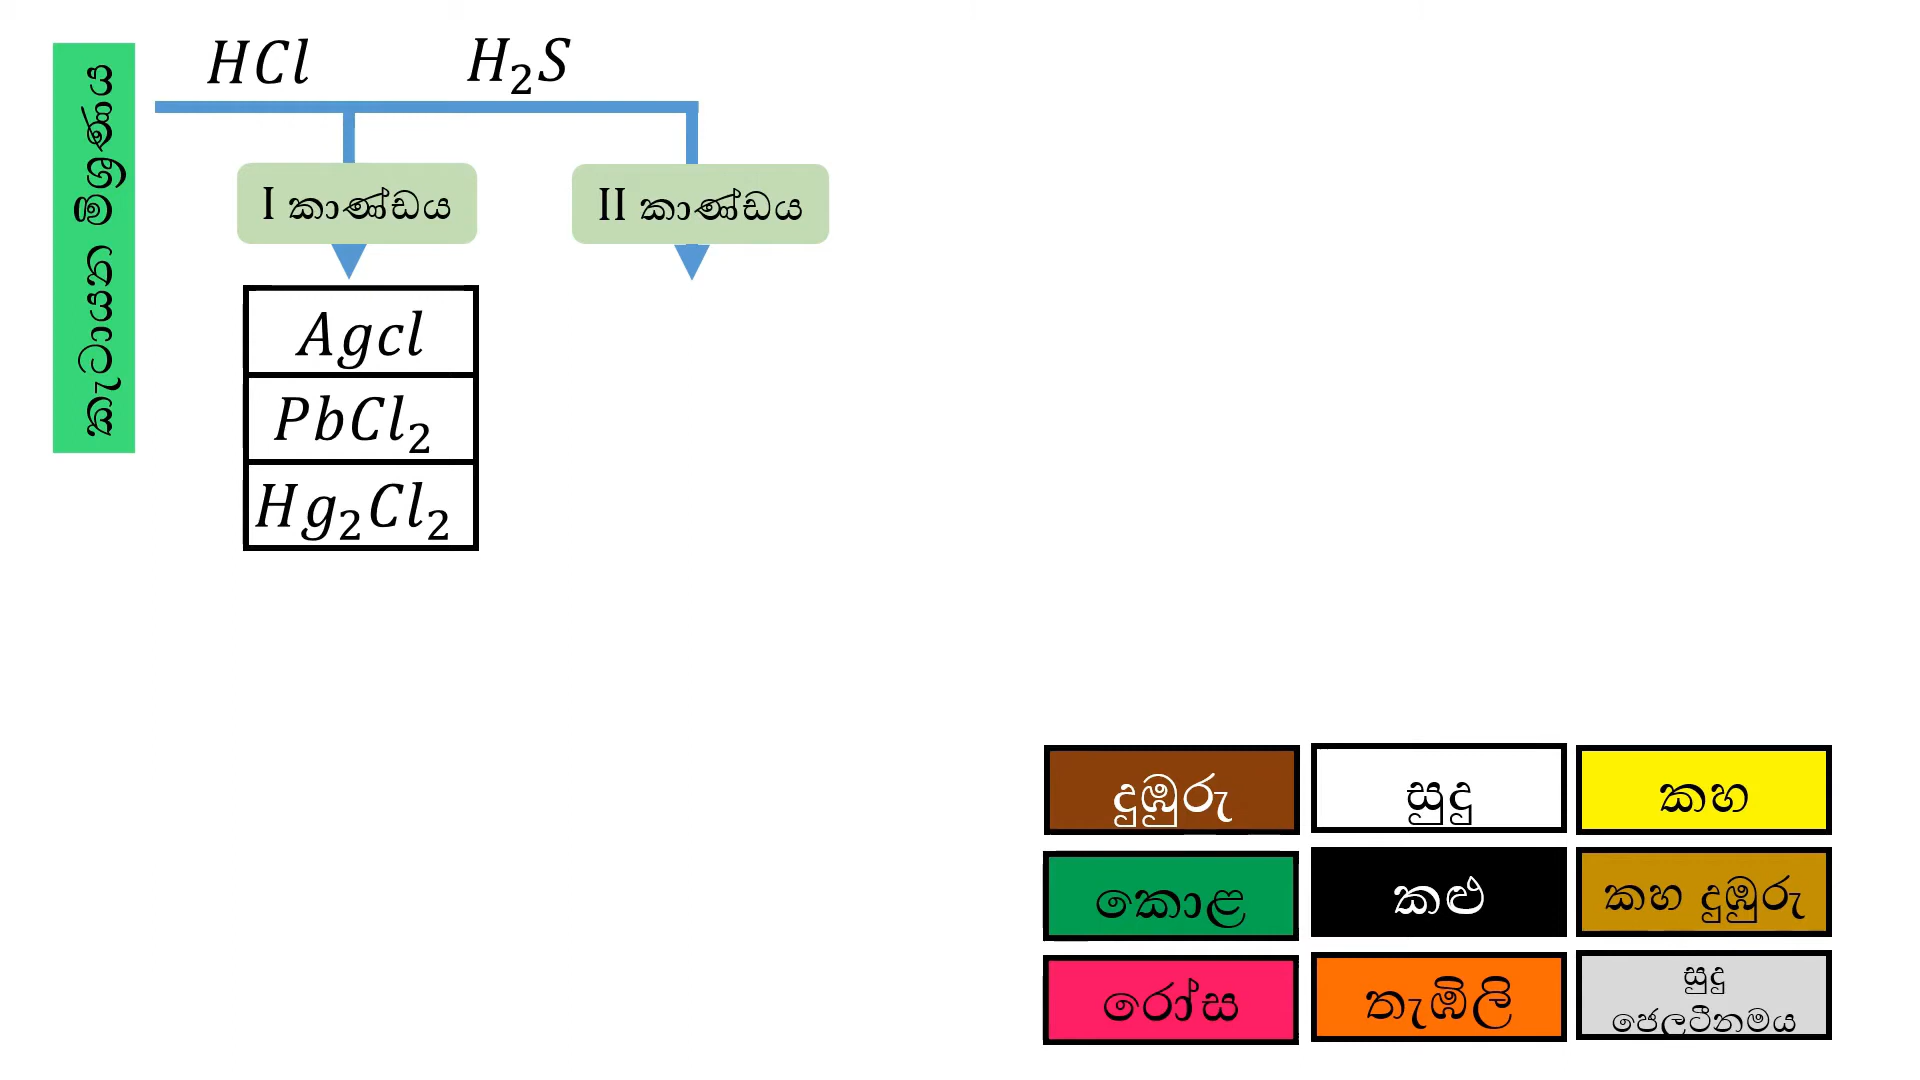 කැටායන මිශ්‍රණය
HCl
H₂S
I කාණ්ඩය
II කාණ්ඩය
Agcl
PbCl₂
Hg₂Cl₂
දුඹුරු
සුදු
කහ
කොළ
කළු
කහ දුඹුරු
රෝස
තැඹිලි
සුදු
ජෙලටීනමය